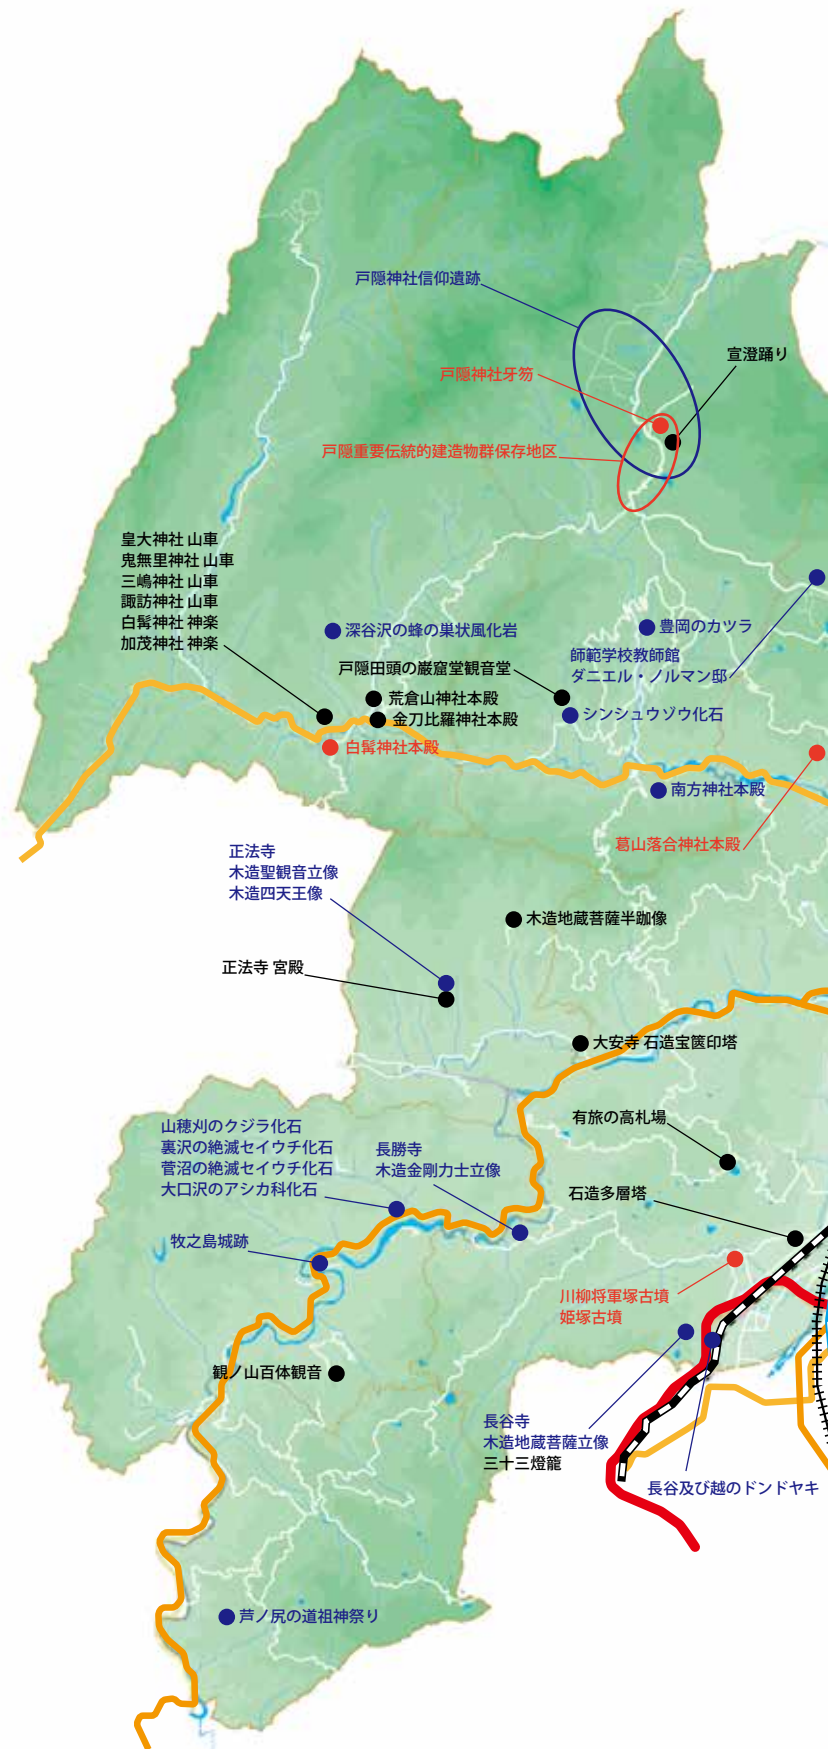 戸隠神社信仰遺跡
宣澄踊り
戸隠神社牙笏
戸隠重要伝統的建造物群保存地区
皇大神社 山車
鬼無里神社 山車
三嶋神社 山車
諏訪神社 山車
白髯神社 神楽
加茂神社 神楽
深谷沢の蜂の巣状風化岩
豊岡のカツラ
師範学校教師館
ダニエル・ノルマン邸
戸隠田頭の巌窟堂観音堂
荒倉山神社本殿
シンシュウゾウ化石
金刀比羅神社本殿
白髯神社本殿
南方神社本殿
葛山落合神社本殿
正法寺
木造聖観音立像
木造四天王像
木造地蔵菩薩半跏像
正法寺 宮殿
大安寺 石造宝篋印塔
有旅の高札場
山穂刈のクジラ化石
裏沢の絶滅セイウチ化石
菅沼の絶滅セイウチ化石
大口沢のアシカ科化石
長勝寺
木造金剛力士立像
石造多層塔
牧之島城跡
川柳将軍塚古墳
姫塚古墳
観ノ山百体観音
長谷寺
木造地蔵菩薩立像
三十三燈籠
長谷及び越のドンドヤキ
芦ノ尻の道祖神祭り